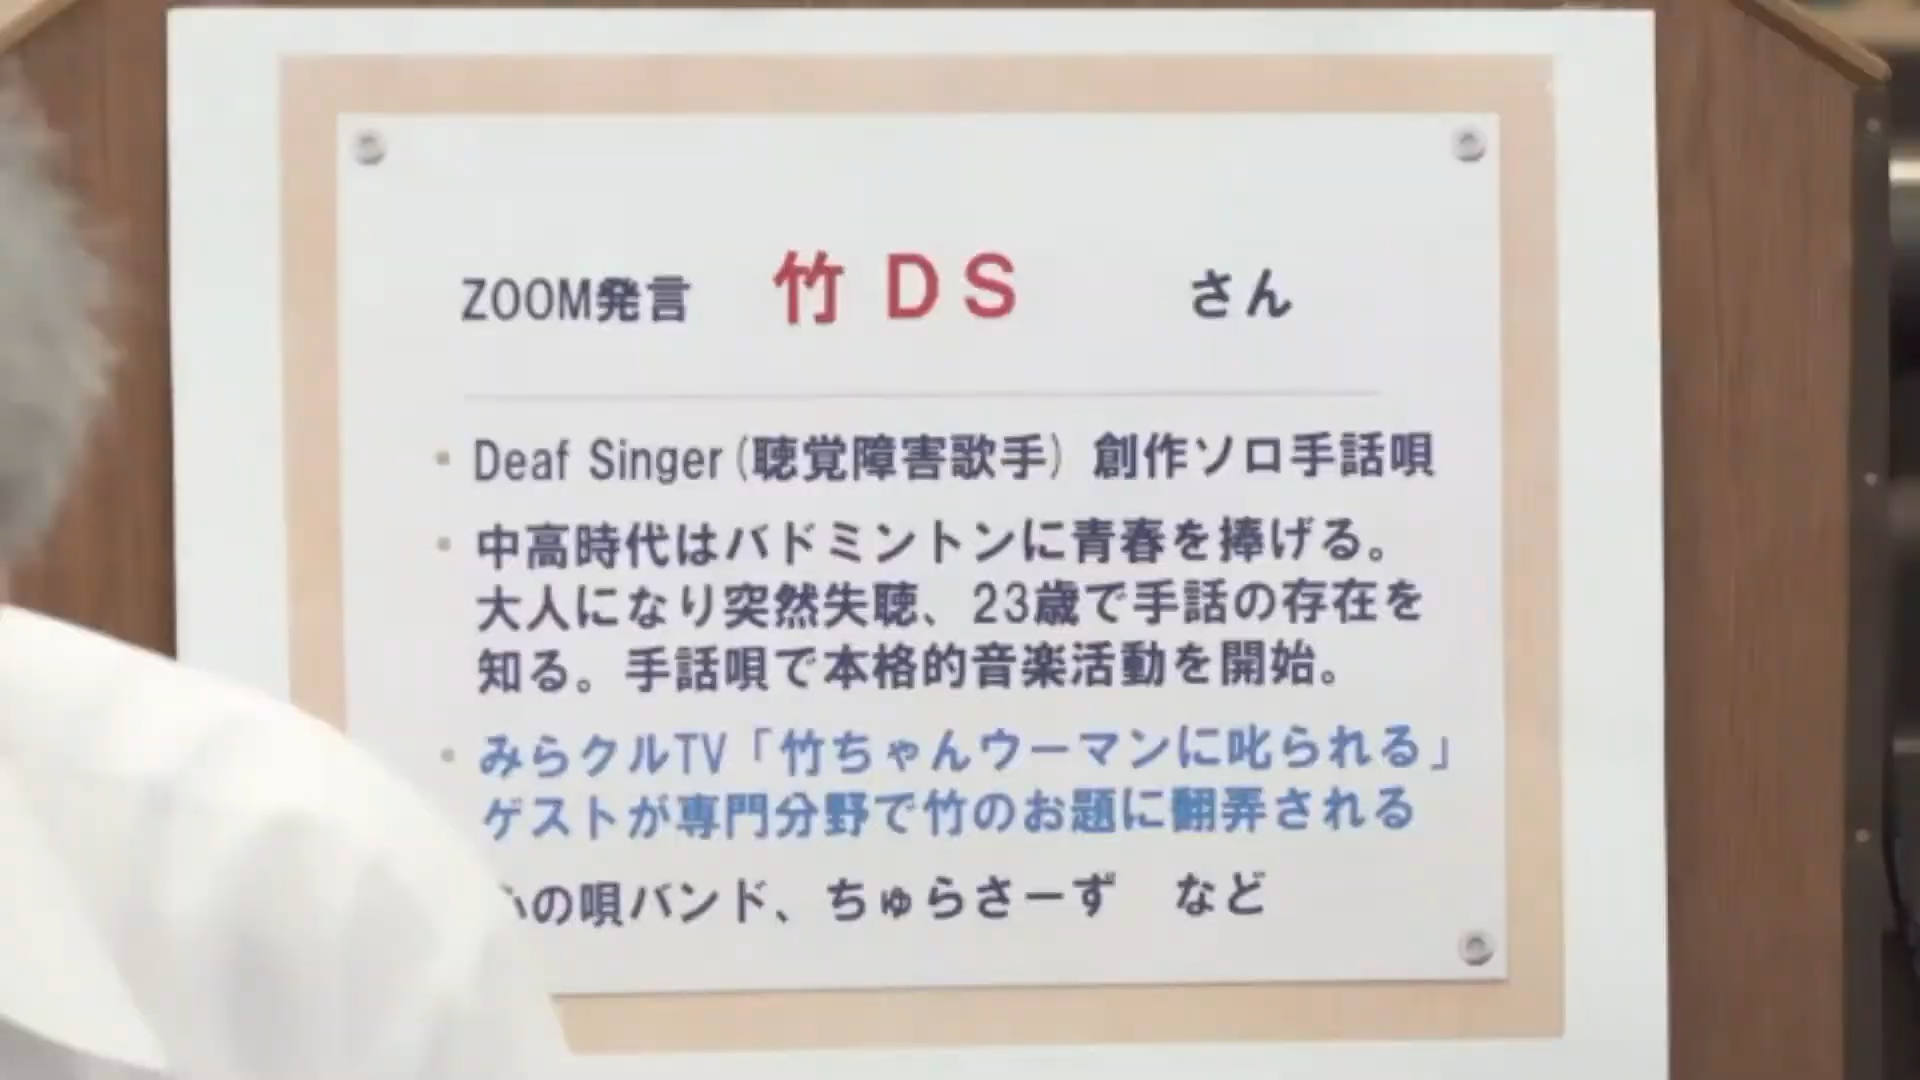 ZOOM発言 竹 DS さん
・Deaf Singer(聴覚障害歌手) 創作ソロ手話唄
・中高時代はバドミントンに青春を捧げる。
大人になり突然失聴、23歳で手話の存在を
知る。手話唄で本格的音楽活動を開始。
・みらクルTV「竹ちゃんウーマンに叱られる」
ゲストが専門分野で竹のお題に翻弄される
の唄バンド、ちゅらさーず など